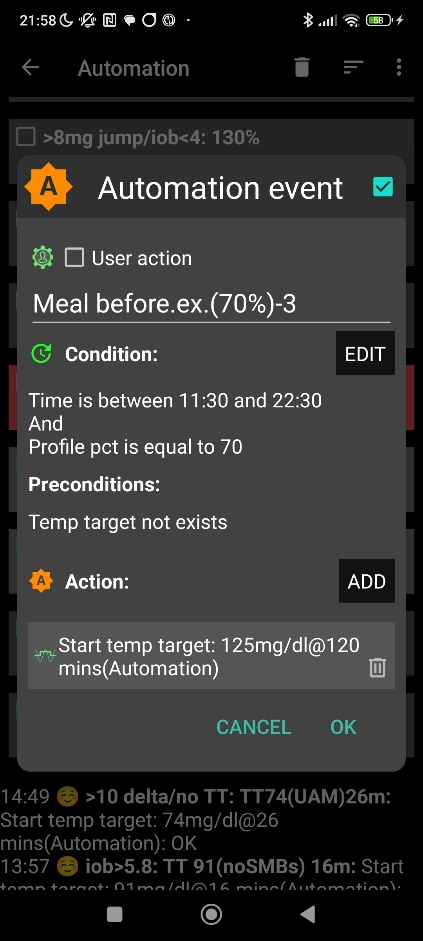 21:58
58
Automation
>8mg jump/iob<4: 130%
A Automation event
User action
Meal before.ex.(70%)-3
Condition: EDIT
Time is between 11:30 and 22:30
And
Profile pct is equal to 70
Preconditions:
Temp target not exists
A Action: ADD
Start temp target: 125mg/dl@120
mins(Automation)
CANCEL OK
14:49 ☺️ >10 delta/no TT: TT74(UAM)26m:
Start temp target: 74mg/dl@26
mins(Automation): OK
13:57 ☺️ iob>5.8: TT 91(noSMBs) 16m: Start
temp target: 91mg/dl@16 mins(Automation):